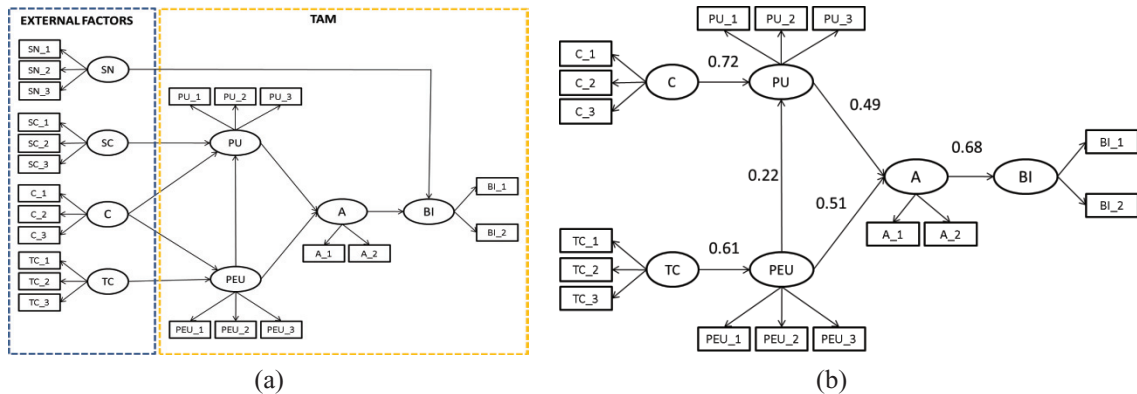 EXTERNAL FACTORS
TAM
SN_1
SN_2
SN_3
SN
SC_1
SC_2
SC_3
SC
C_1
C_2
C_3
C
TC_1
TC_2
TC_3
TC
PU_1 PU_2 PU_3
PU
PEU
PEU_1 PEU_2 PEU_3
A
A_1 A_2
BI
BI_1
BI_2
(a)
PU_1 PU_2 PU_3
C_1
C_2
C_3
C
0.72
PU
0.49
0.22
0.51
TC_1
TC_2
TC_3
TC
0.61
PEU
PEU_1 PEU_2 PEU_3
A
A_1 A_2
0.68
BI
BI_1
BI_2
(b)